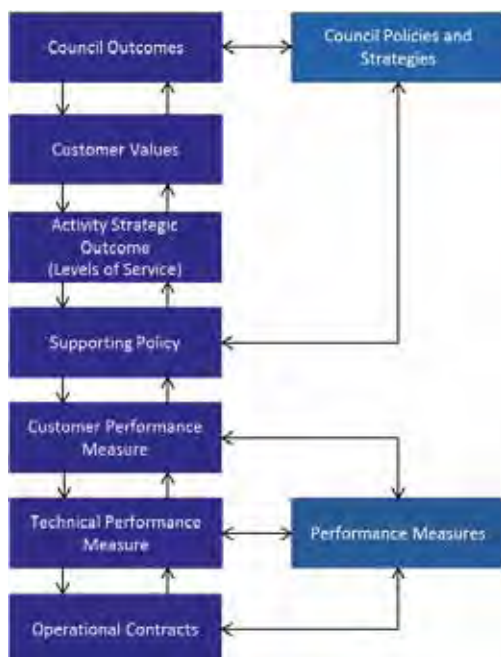 Council Outcomes
Council Policies and
Strategies
Customer Values
Activity Strategic
Outcome
(Levels of Service)
Supporting Policy
Customer Performance
Measure
Technical Performance
Measure
Performance Measures
Operational Contracts